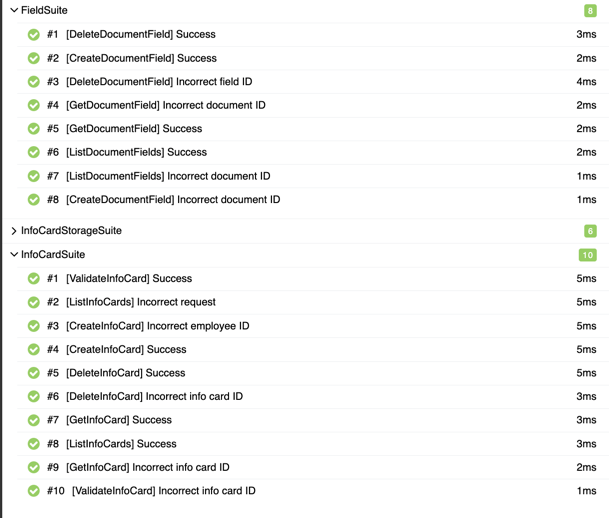 FieldSuite 8
#1 [DeleteDocumentField] Success 3ms
#2 [CreateDocumentField] Success 2ms
#3 [DeleteDocumentField] Incorrect field ID 4ms
#4 [GetDocumentField] Incorrect document ID 2ms
#5 [GetDocumentField] Success 2ms
#6 [ListDocumentFields] Success 2ms
#7 [ListDocumentFields] Incorrect document ID 1ms
#8 [CreateDocumentField] Incorrect document ID 1ms
InfoCardStorageSuite 6
InfoCardSuite 10
#1 [ValidateInfoCard] Success 5ms
#2 [ListInfoCards] Incorrect request 5ms
#3 [CreateInfoCard] Incorrect employee ID 5ms
#4 [CreateInfoCard] Success 5ms
#5 [DeleteInfoCard] Success 5ms
#6 [DeleteInfoCard] Incorrect info card ID 3ms
#7 [GetInfoCard] Success 3ms
#8 [ListInfoCards] Success 3ms
#9 [GetInfoCard] Incorrect info card ID 2ms
#10 [ValidateInfoCard] Incorrect info card ID 1ms